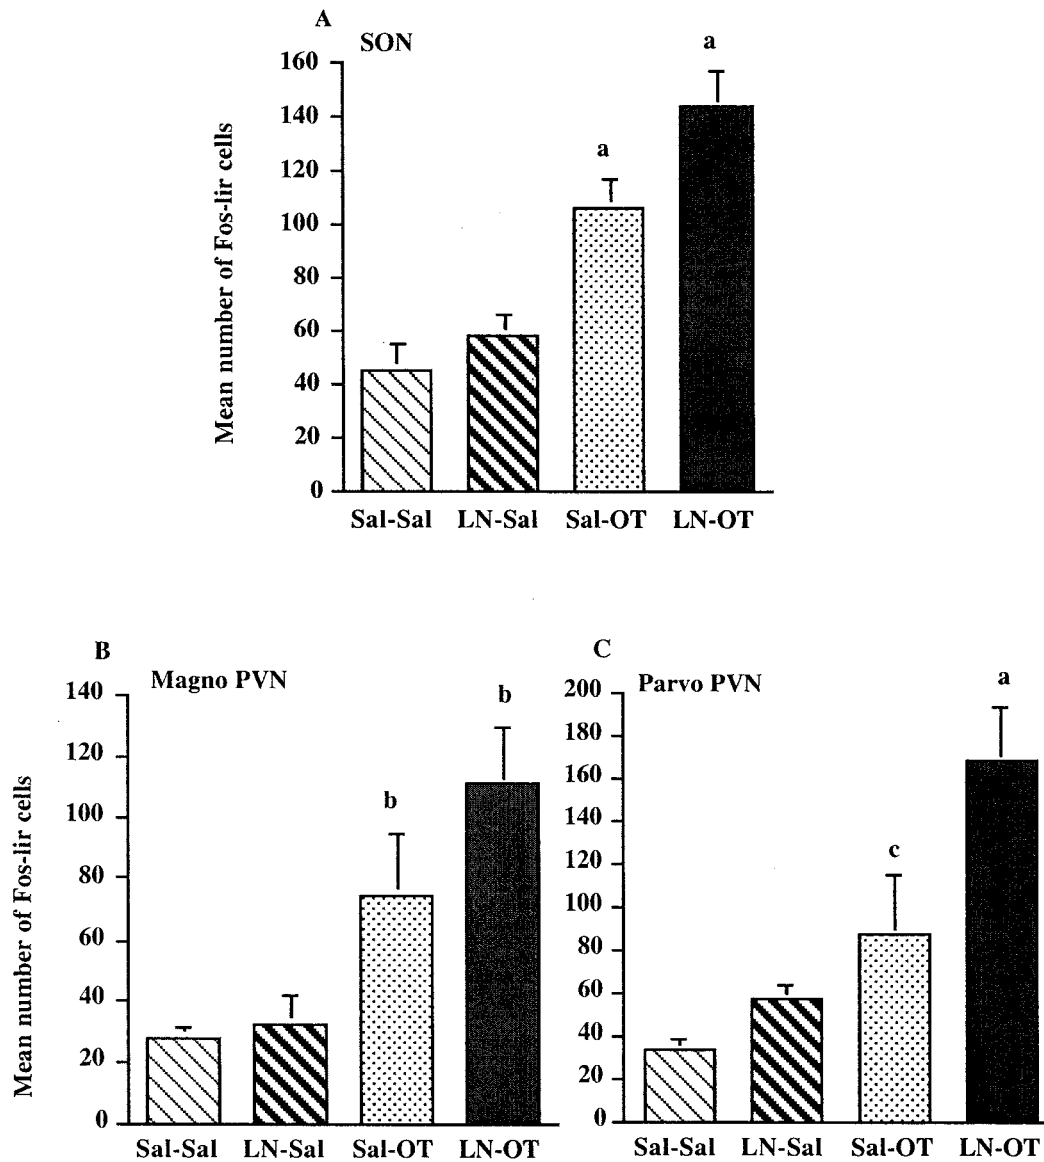 A
SON
a
160
140
120
a
100
80
60
40
20
0
Mean number of Fos-lir cells
Sal-Sal LN-Sal Sal-OT LN-OT
B
Magno PVN
b
140
120
100
b
80
60
40
20
0
Mean number of Fos-lir cells
Sal-Sal LN-Sal Sal-OT LN-OT
C
Parvo PVN
a
200
180
160
140
120
c
100
80
60
40
20
0
Sal-Sal LN-Sal Sal-OT LN-OT